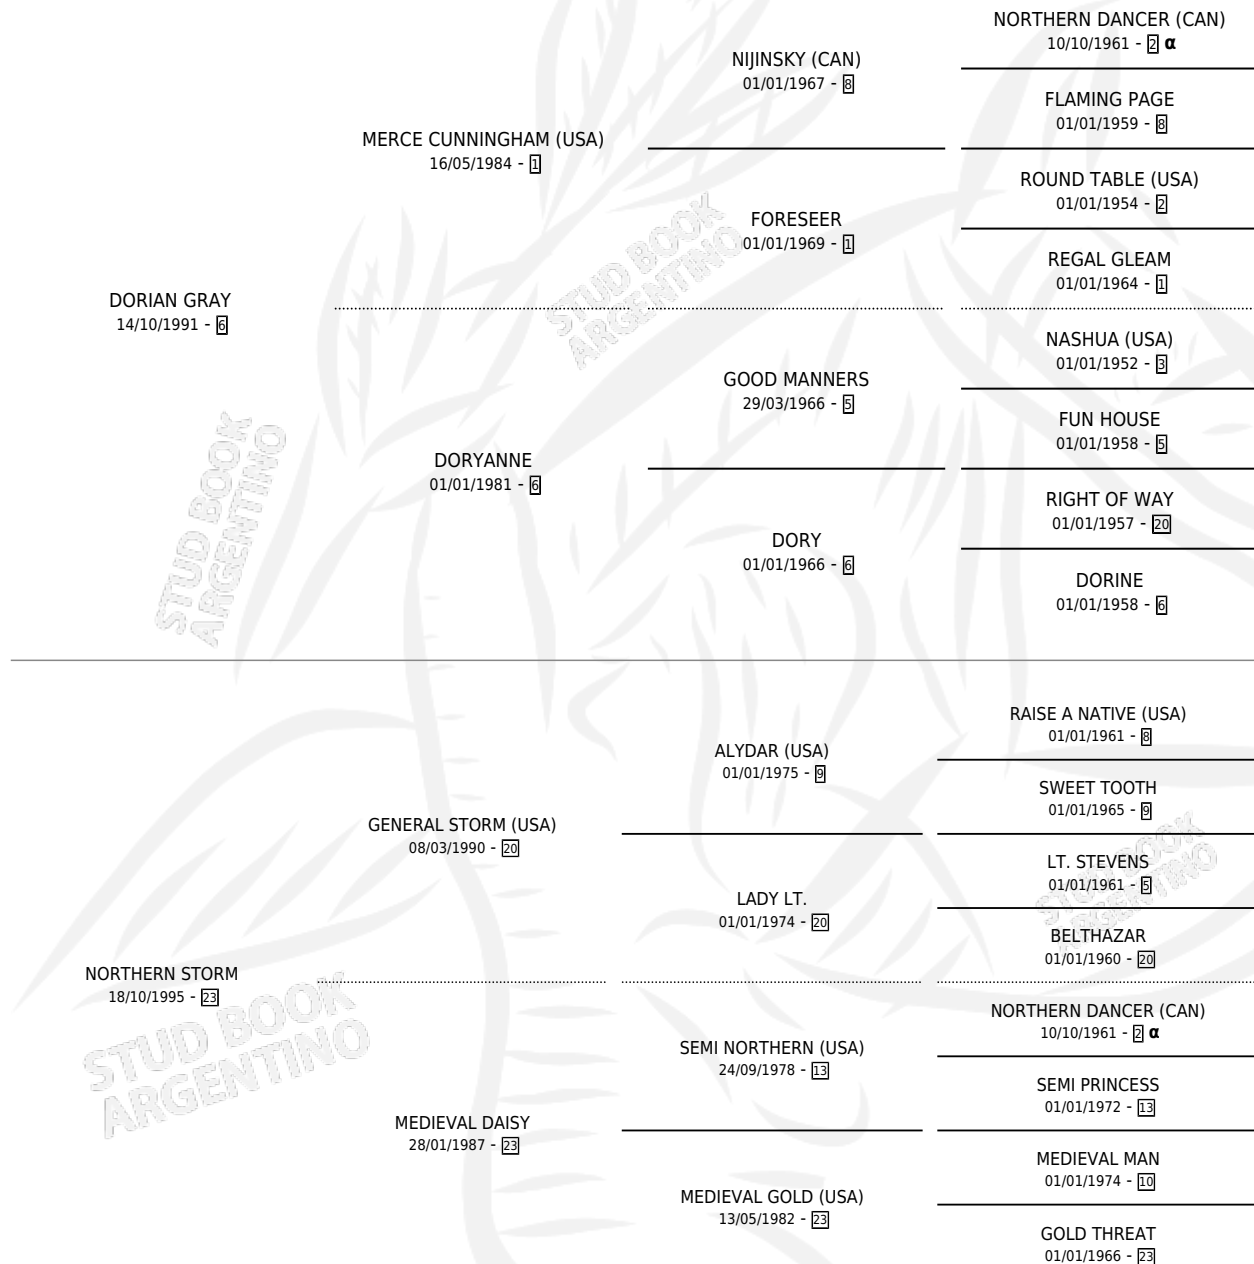 NORTHERN DANCER (CAN)
10/10/1961 - 2 α
NIJINSKY (CAN)
01/01/1967 - 8
FLAMING PAGE
01/01/1959 - 8
MERCE CUNNINGHAM (USA)
16/05/1984 - 1
ROUND TABLE (USA)
01/01/1954 - 2
FORESEER
01/01/1969 - 1
REGAL GLEAM
01/01/1964 - 1
DORIAN GRAY
14/10/1991 - 6
NASHUA (USA)
01/01/1952 - 3
GOOD MANNERS
29/03/1966 - 5
FUN HOUSE
01/01/1958 - 5
DORYANNE
01/01/1981 - 6
RIGHT OF WAY
01/01/1957 - 20
DORY
01/01/1966 - 6
DORINE
01/01/1958 - 6
RAISE A NATIVE (USA)
01/01/1961 - 8
ALYDAR (USA)
01/01/1975 - 9
SWEET TOOTH
01/01/1965 - 9
GENERAL STORM (USA)
08/03/1990 - 20
LT. STEVENS
01/01/1961 - 5
LADY LT.
01/01/1974 - 20
BELTHAZAR
01/01/1960 - 20
NORTHERN STORM
18/10/1995 - 23
NORTHERN DANCER (CAN)
10/10/1961 - 2 α
SEMI NORTHERN (USA)
24/09/1978 - 13
SEMI PRINCESS
01/01/1972 - 13
MEDIEVAL DAISY
28/01/1987 - 23
MEDIEVAL MAN
01/01/1974 - 10
MEDIEVAL GOLD (USA)
13/05/1982 - 23
GOLD THREAT
01/01/1966 - 23
STUD BOOK
ARGENTINO
STUD BOOK
ARGENTINO
STUD BOOK
ARGENTINO
STUD BOOK
ARGENTINO